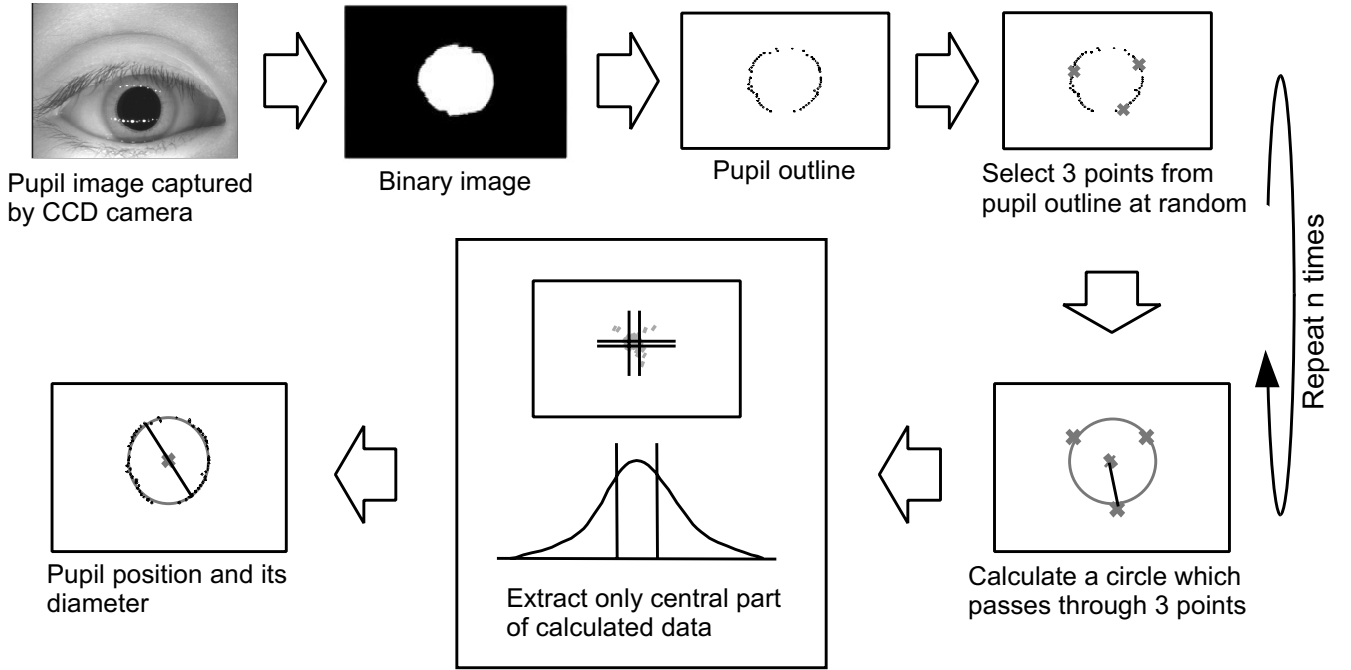 Pupil image captured
by CCD camera
Binary image
Pupil outline
Select 3 points from
pupil outline at random
Repeat n times
Calculate a circle which
passes through 3 points
Extract only central part
of calculated data
Pupil position and its
diameter